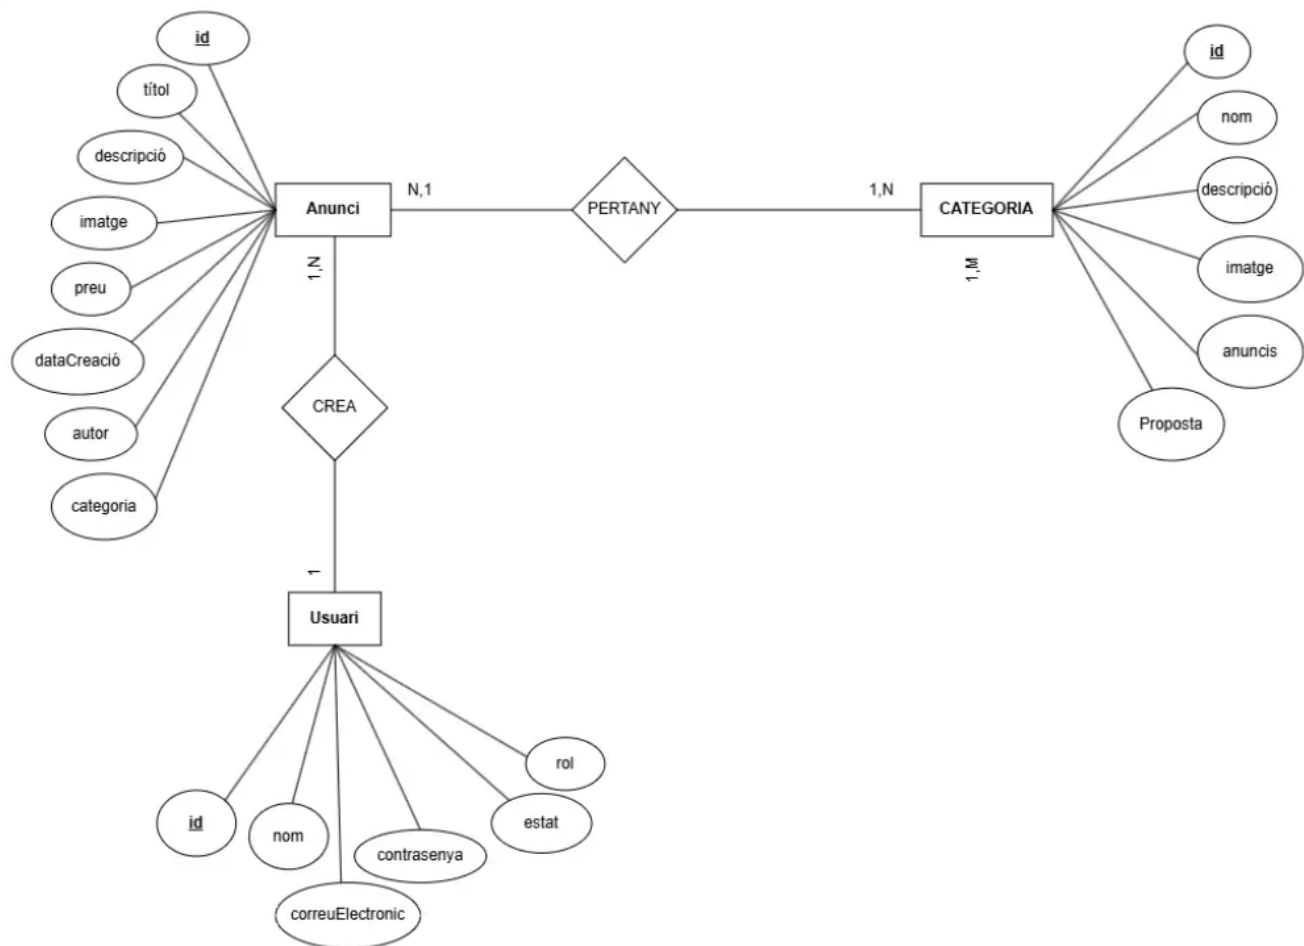 id
títol
descripció
imatge
preu
dataCreació
autor
categoria
Anunci
N,1
PERTANY
1,N
CATEGORIA
1,M
id
nom
descripció
imatge
anuncis
Proposta
1,N
CREA
1
Usuari
id
nom
correuElectronic
contrasenya
estat
rol